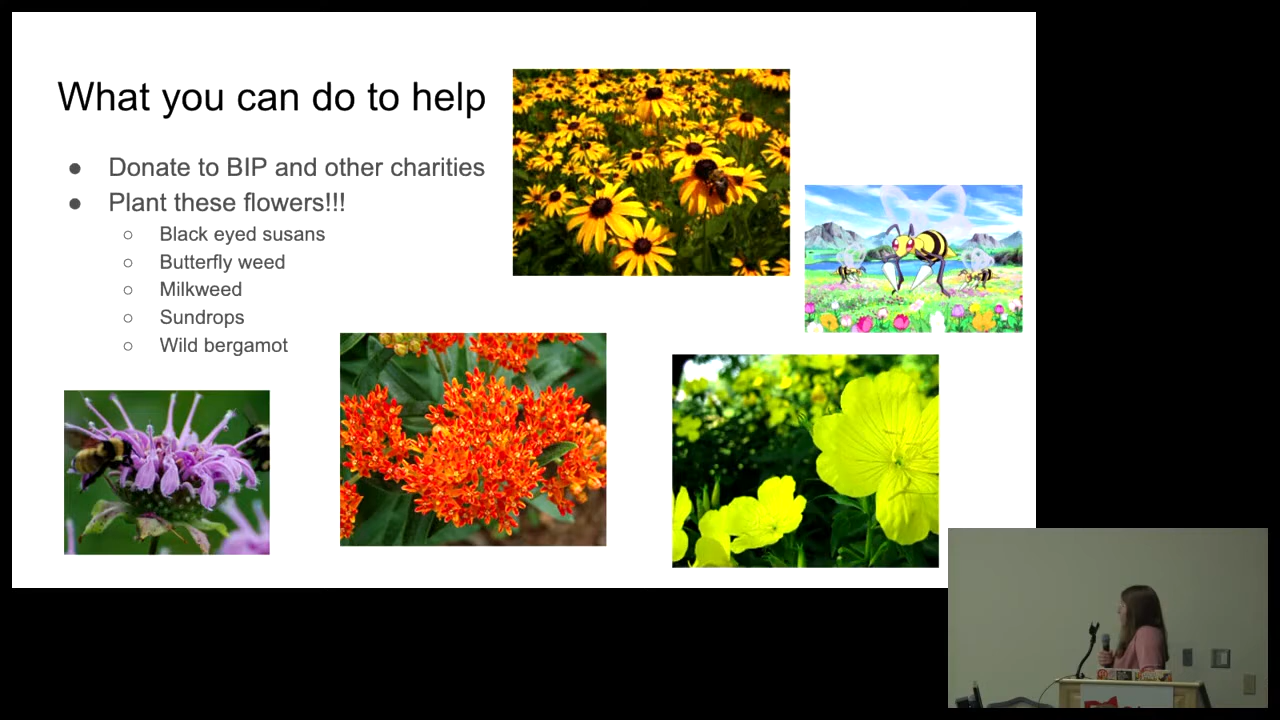 What you can do to help
● Donate to BIP and other charities
● Plant these flowers!!!
○ Black eyed susans
○ Butterfly weed
○ Milkweed
○ Sundrops
○ Wild bergamot